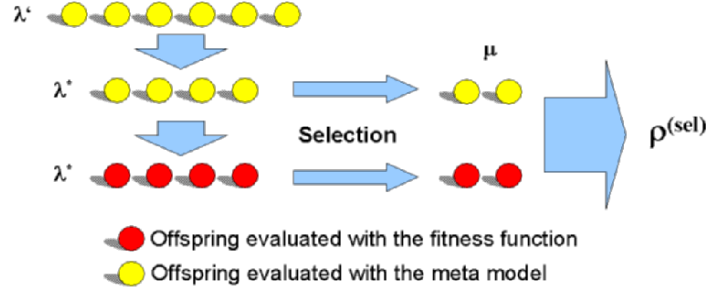 λ‘
μ
λ*
Selection
ρ(sel)
λ*
Offspring evaluated with the fitness function
Offspring evaluated with the meta model